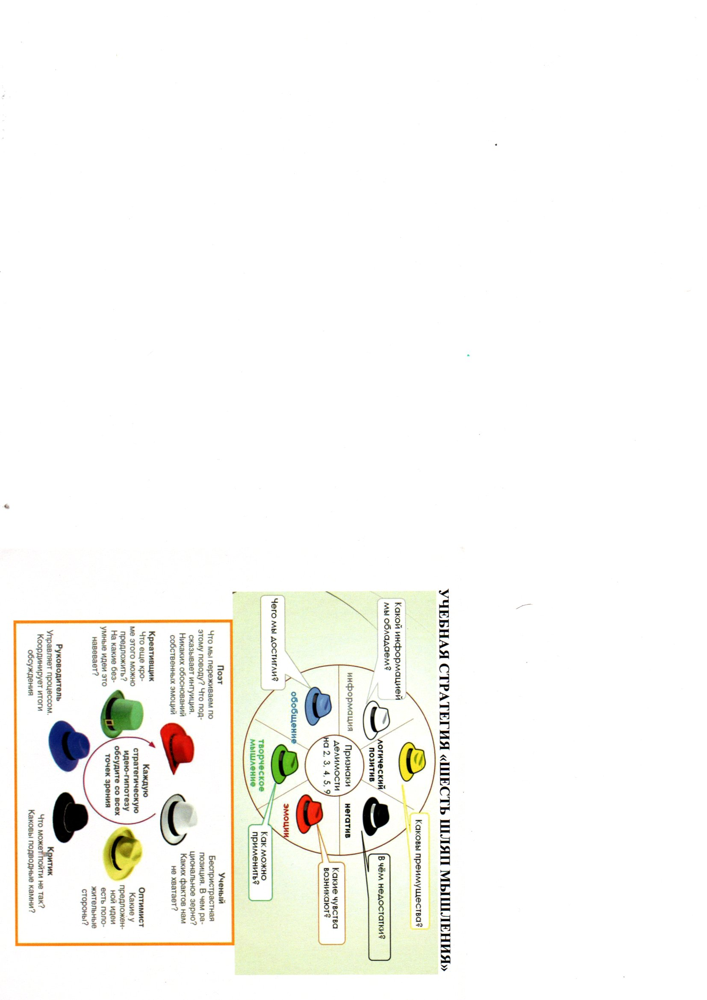 УЧЕБНАЯ СТРАТЕГИЯ «ШЕСТЬ ШЛЯП МЫШЛЕНИЯ»
Какой информацией
мы обладаем?
Каковы преимущества?
логический
позитив
В чём недостатки?
информация
негатив
Признаки
делимости
на 2, 3, 4, 5, 9
Какие чувства
возникают?
Чего мы достигли?
обобщение
эмоции
творческое
мышление
Как можно
применить?
Поэт
Что мы переживаем по
этому поводу? Что под-
сказывает интуиция.
Никаких обоснований
собственных эмоций
Ученый
Беспристрастная
позиция. В чем ра-
циональное зерно?
Каких фактов нам
не хватает?
Креативщик
Что еще кро-
ме этого можно
предложить?
На какие без-
умные идеи это
навевает?
Каждую
стратегическую
идею-гипотезу
обсудите со всех
точек зрения
Оптимист
Какие у
предложен-
ной идеи
есть поло-
жительные
стороны?
Руководитель
Управляет процессом.
Координирует итоги
обсуждения
Критик
Что может пойти не так?
Каковы подводные камни?